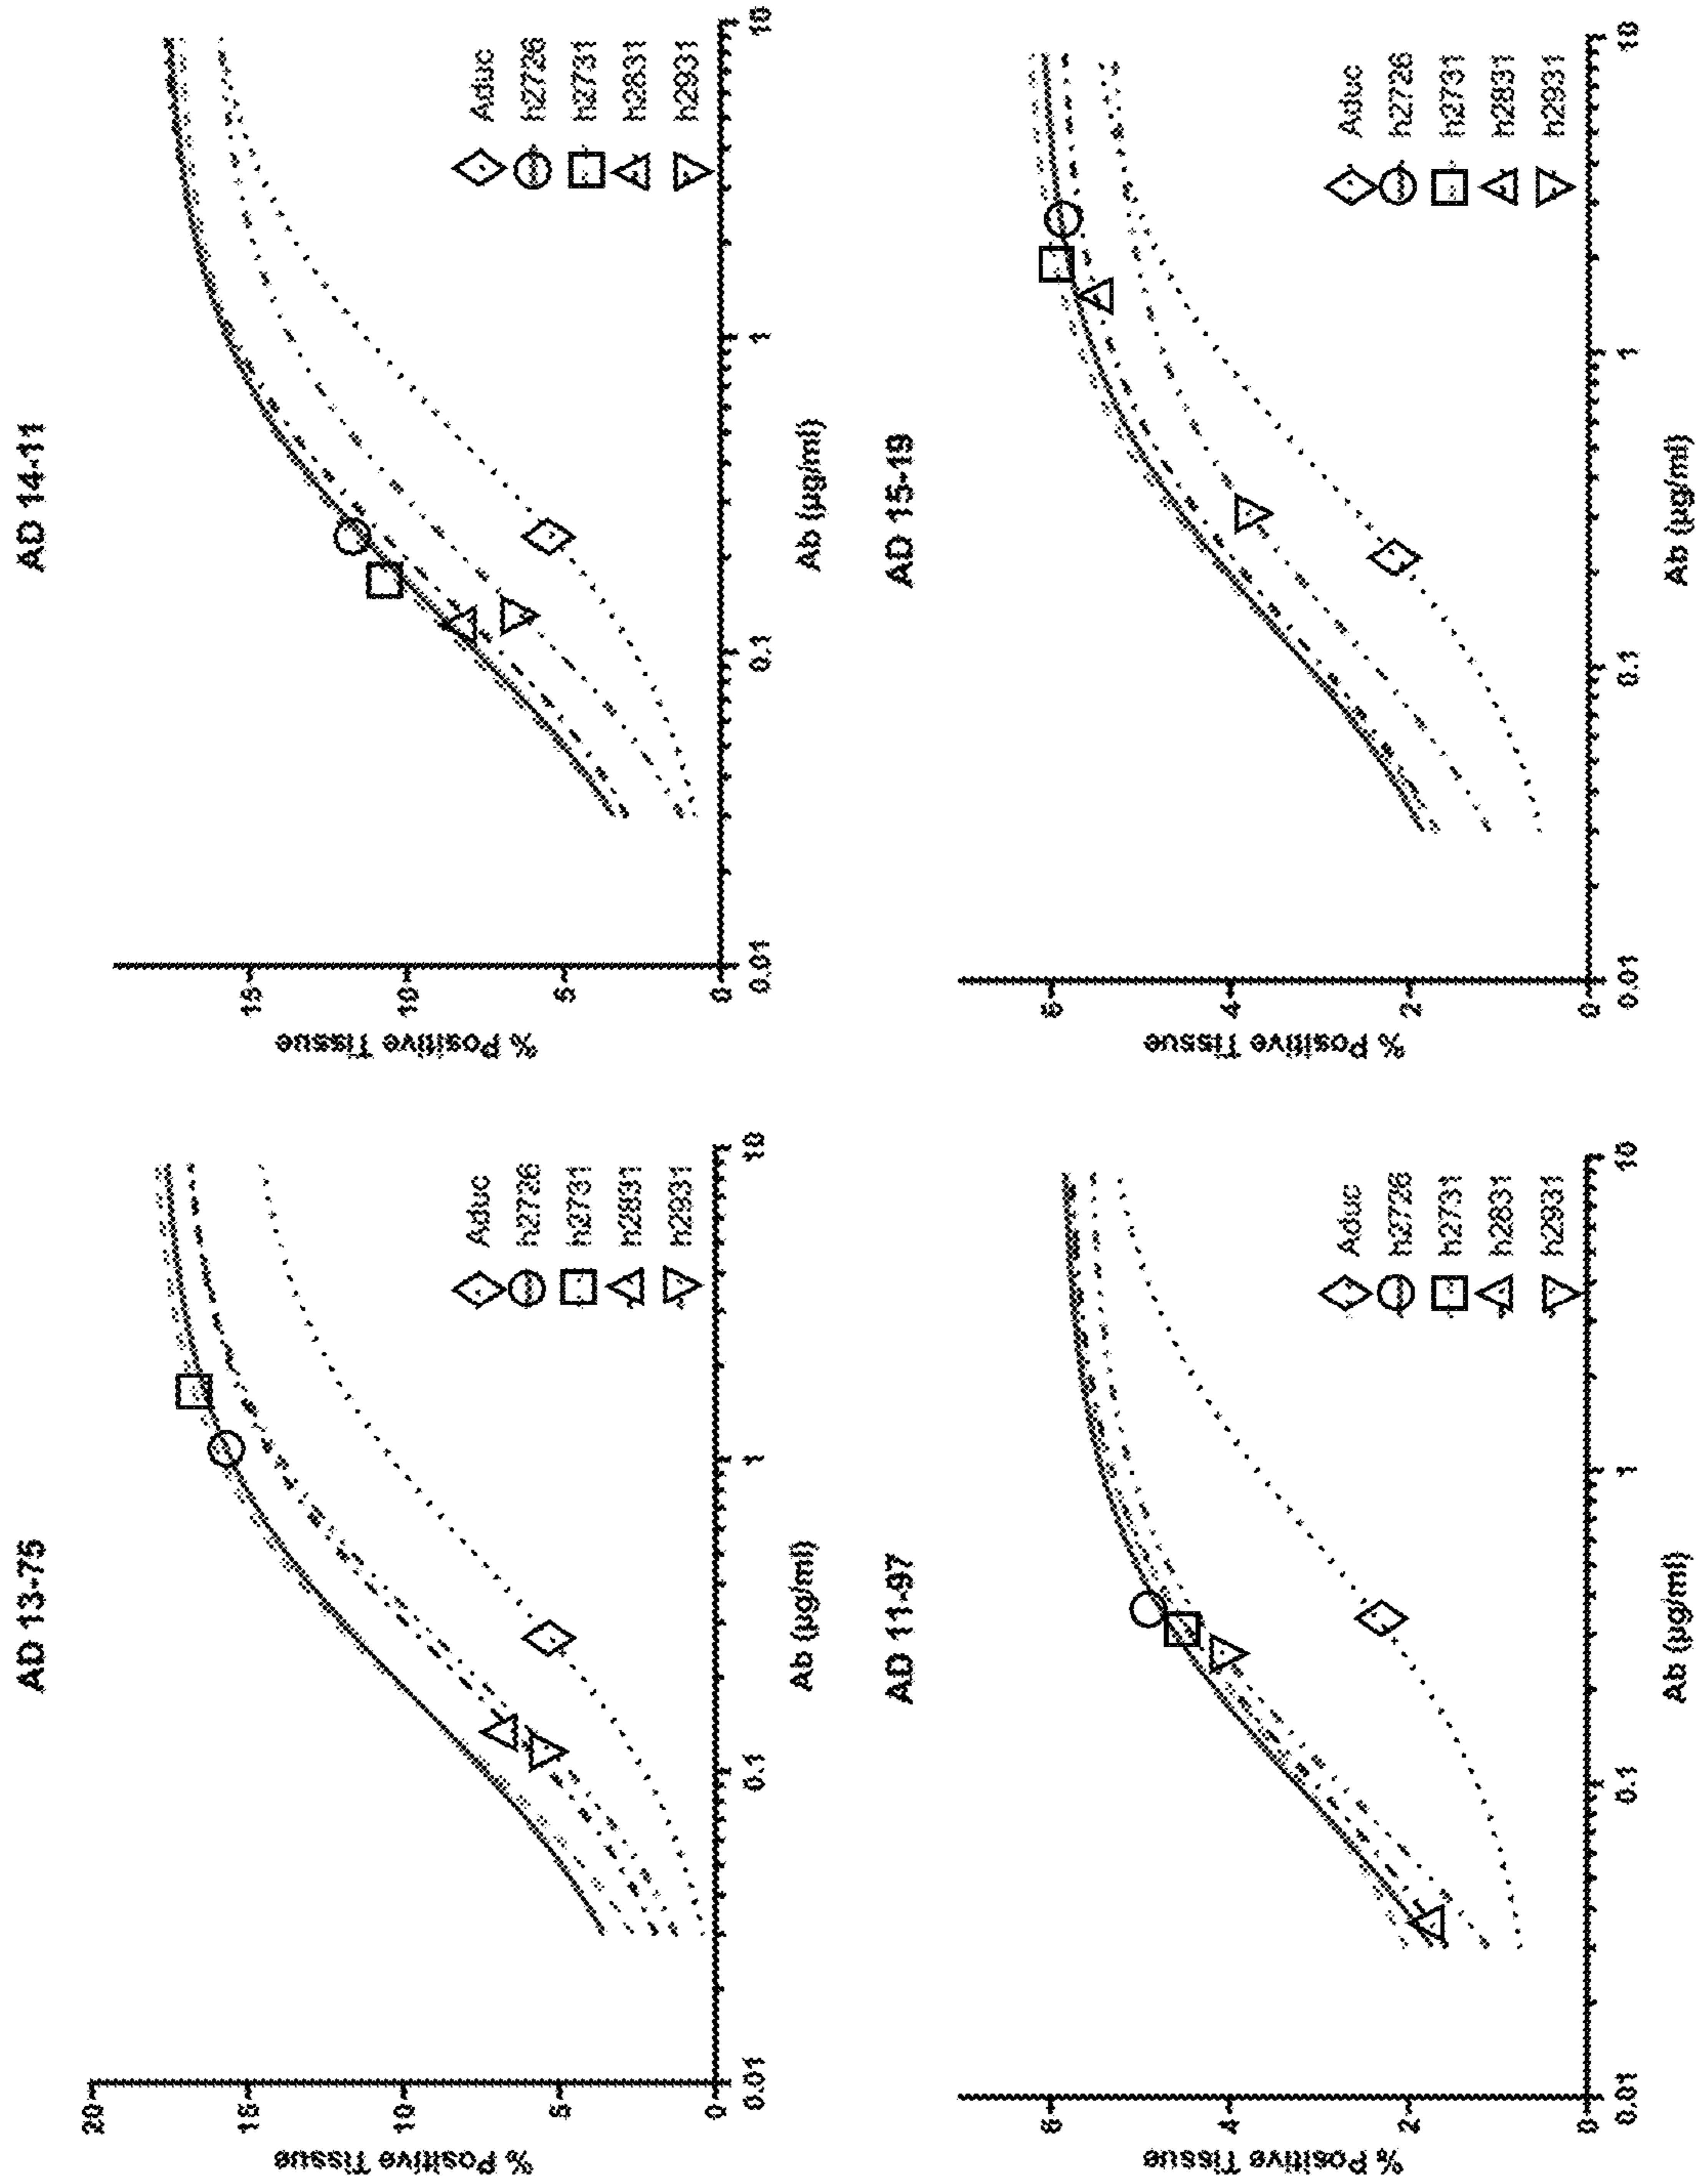 AD 13-75
20
15
10
5
0
% Positive Tissue
0.01
0.1
1
10
Ab (µg/ml)
Aduc
h2726
h2731
h2831
h2931
AD 14-11
15
10
5
0
% Positive Tissue
0.01
0.1
1
10
Ab (µg/ml)
Aduc
h2726
h2731
h2831
h2931
AD 11-97
6
4
2
0
% Positive Tissue
0.01
0.1
1
10
Ab (µg/ml)
Aduc
h2726
h2731
h2831
h2931
AD 15-19
6
4
2
0
% Positive Tissue
0.01
0.1
1
10
Ab (µg/ml)
Aduc
h2726
h2731
h2831
h2931